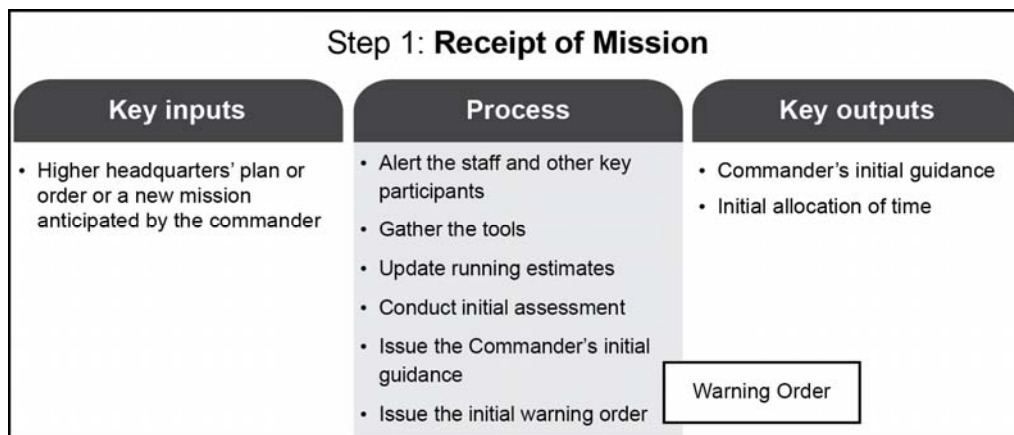 Step 1: Receipt of Mission
Key inputs
• Higher headquarters' plan or
order or a new mission
anticipated by the commander
Process
• Alert the staff and other key
participants
• Gather the tools
• Update running estimates
• Conduct initial assessment
• Issue the Commander's initial
guidance
• Issue the initial warning order
Key outputs
• Commander's initial guidance
• Initial allocation of time
Warning Order